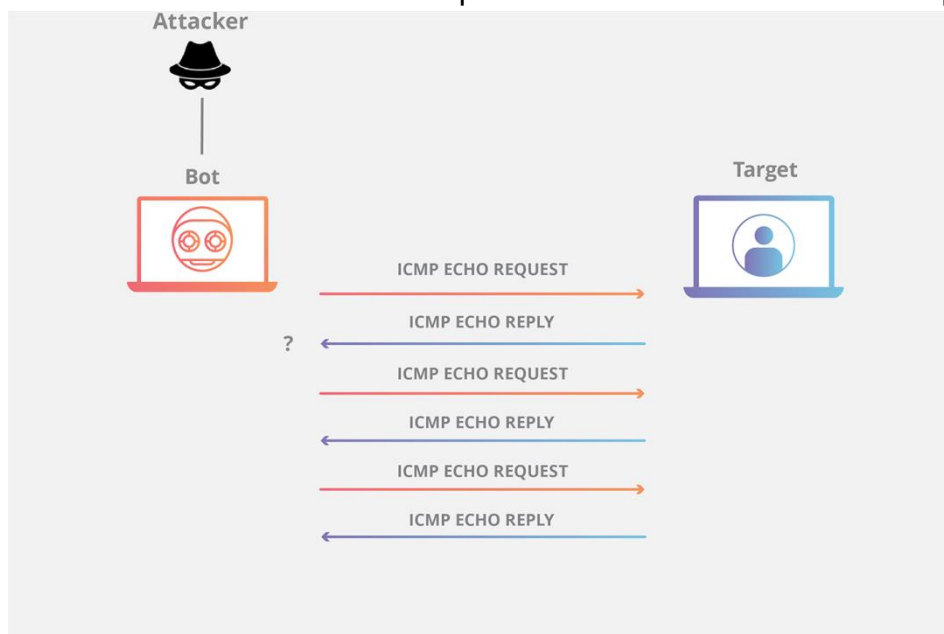 Attacker
Bot
Target
ICMP ECHO REQUEST
ICMP ECHO REPLY
?
ICMP ECHO REQUEST
ICMP ECHO REPLY
ICMP ECHO REQUEST
ICMP ECHO REPLY